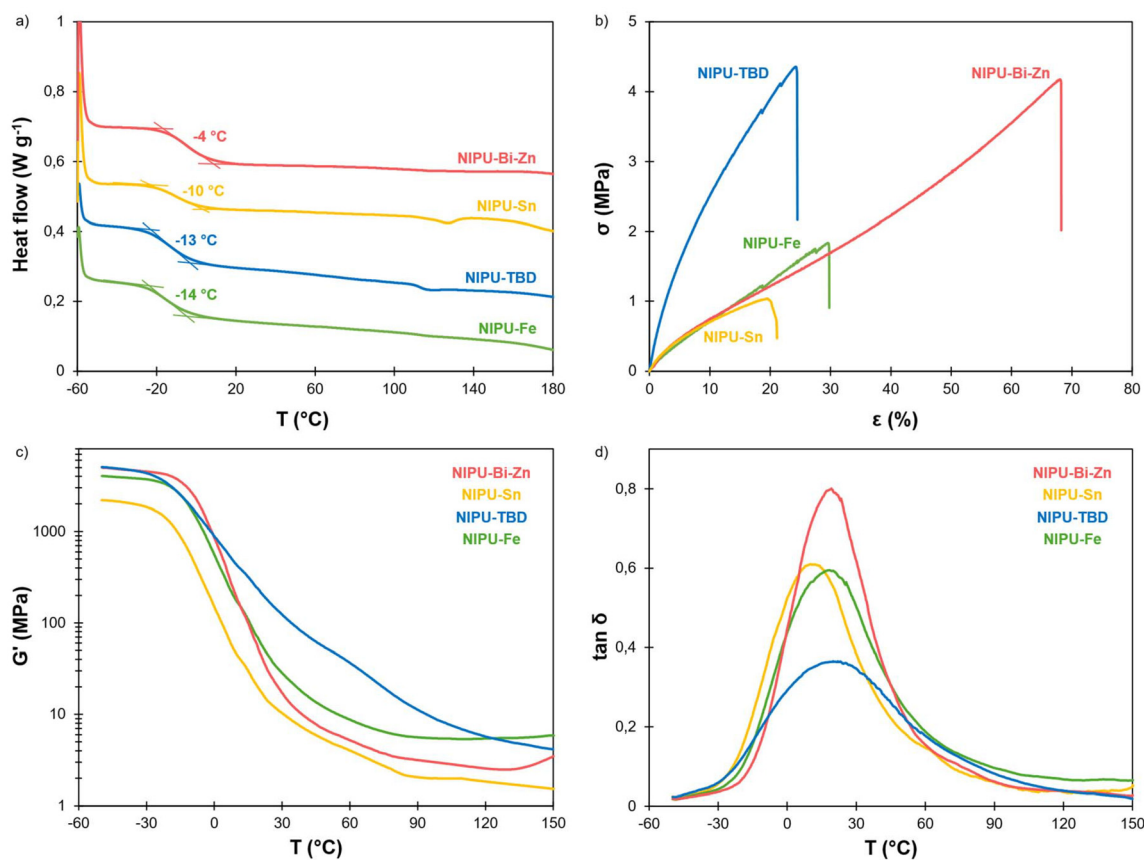 a)
Heat flow (W g⁻¹)
1
0,8
0,6
0,4
0,2
0
-60
-20
20
60
100
140
180
T (°C)
-4 °C
NIPU-Bi-Zn
-10 °C
NIPU-Sn
-13 °C
NIPU-TBD
-14 °C
NIPU-Fe
b)
σ (MPa)
5
4
3
2
1
0
0
10
20
30
40
50
60
70
80
ε (%)
NIPU-TBD
NIPU-Bi-Zn
NIPU-Fe
NIPU-Sn
c)
G' (MPa)
1000
100
10
1
-60
-30
0
30
60
90
120
150
T (°C)
NIPU-Bi-Zn
NIPU-Sn
NIPU-TBD
NIPU-Fe
d)
tan δ
0,8
0,6
0,4
0,2
0
-60
-30
0
30
60
90
120
150
T (°C)
NIPU-Bi-Zn
NIPU-Sn
NIPU-TBD
NIPU-Fe